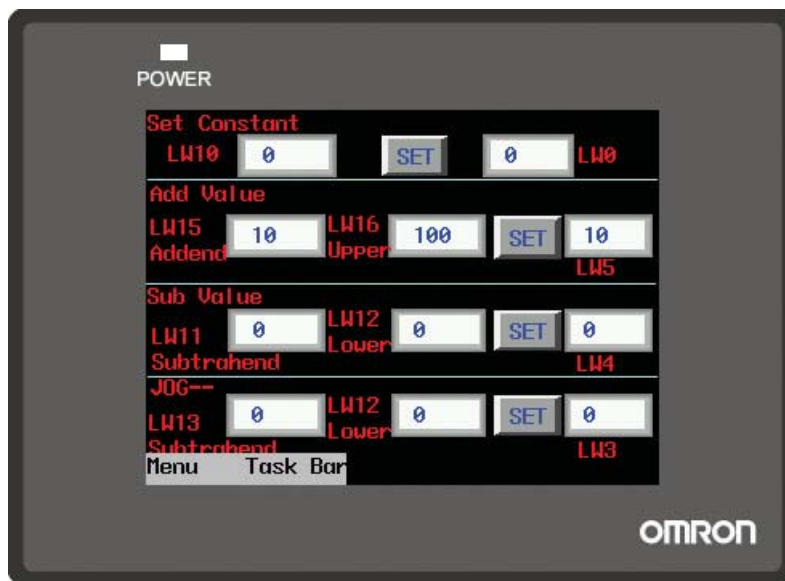 POWER
Set Constant
LW10 0 SET 0 LW0
Add Value
LW15 10 LW16 100 SET 10
Addend Upper LW5
Sub Value
LW11 0 LW12 0 SET 0
Subtrahend Lower LW4
JOG--
LW13 0 LW12 0 SET 0
Subtrahend Lower LW3
Menu Task Bar
OMRON